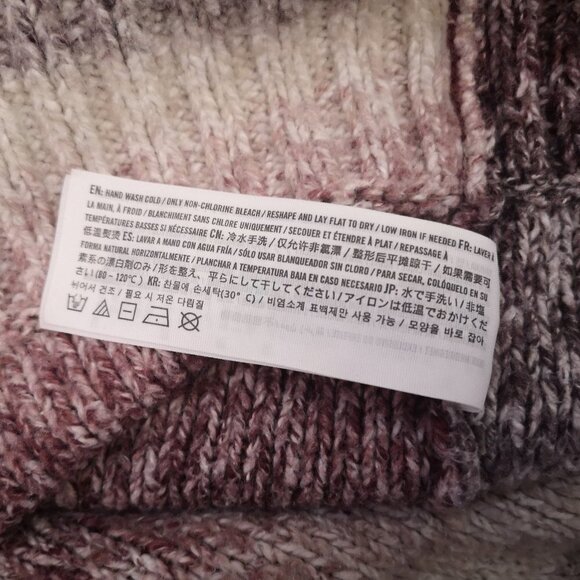 EN: HAND WASH COLD / ONLY NON-CHLORINE BLEACH / RESHAPE AND LAY FLAT TO DRY / LOW IRON IF NEEDED FR: LAVER À
LA MAIN, À FROID / BLANCHIMENT SANS CHLORE UNIQUEMENT / SECOUER ET ÉTENDRE À PLAT / REPASSAGE À
TEMPÉRATURES BASSES SI NÉCESSAIRE CN: 冷水手洗 / 仅允许非氯漂 / 整形后平摊晾干 / 如果需要可
低温熨烫 ES: LAVAR A MANO CON AGUA FRÍA / SÓLO USAR BLANQUEADOR SIN CLORO / PARA SEGAR, COLÓQUELO EN SU
FORMA NATURAL HORIZONTALMENTE / PLANCHAR A TEMPERATURA BAJA EN CASO NECESARIO JP: 水で手洗い / 非塩
素系の漂白剤のみ / 形を整え、平らにして干してください / アイロンは低温でおかけくだ
さい (80～120℃) KR: 찬물에 손세탁(30℃) / 비염소계 표백제만 사용 가능 / 모양을 바로 잡아
뉘어서 건조 / 필요 시 저온 다림질